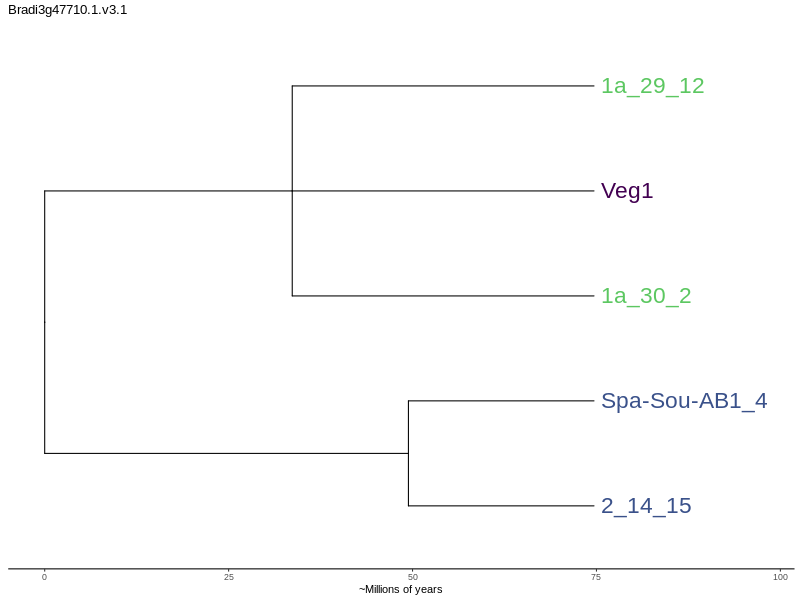 Bradi3g47710.1.v3.1
1a_29_12
Veg1
1a_30_2
Spa-Sou-AB1_4
2_14_15
0 25 50 75 100
~Millions of years